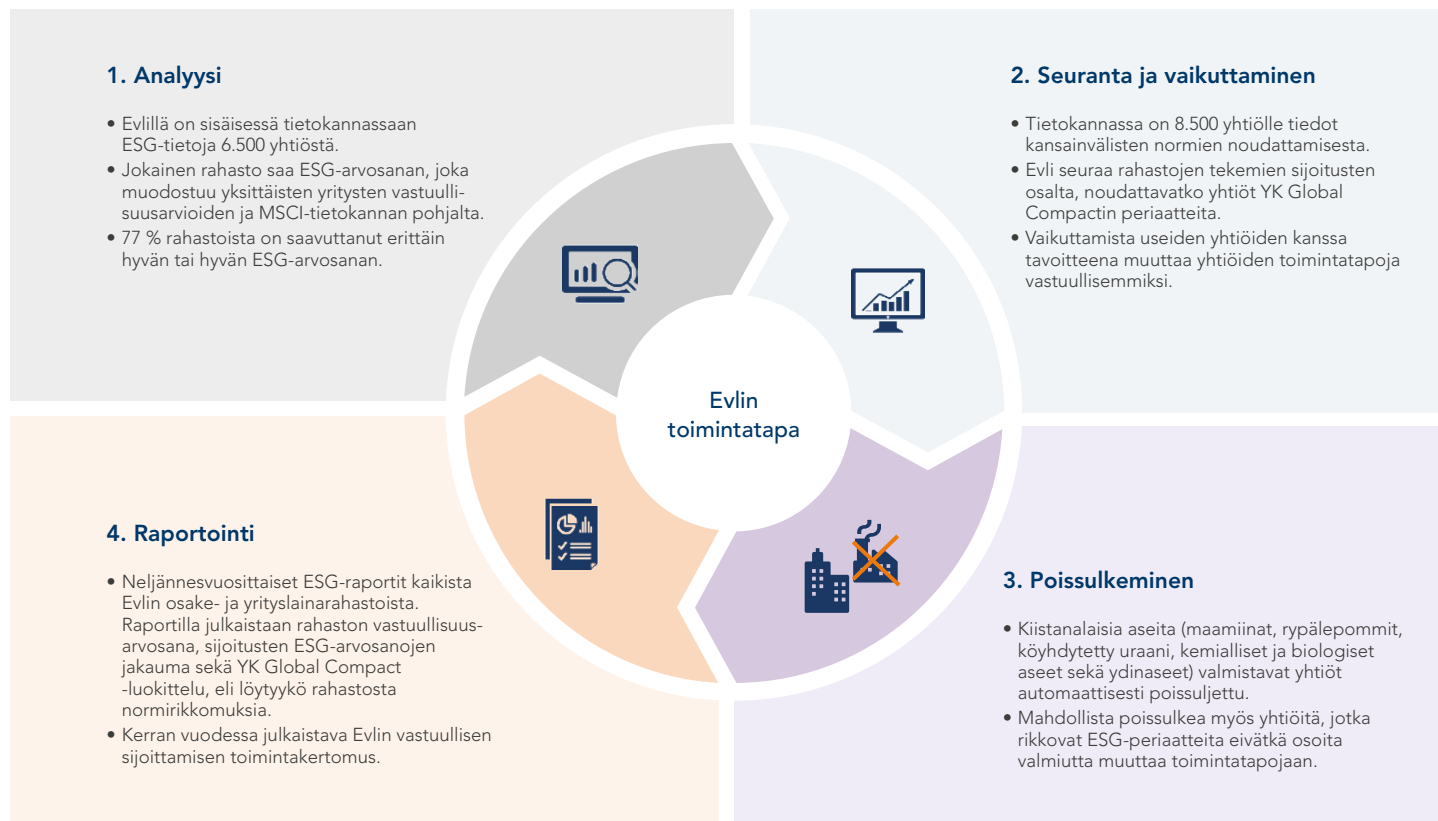 1. Analyysi
• Evlillä on sisäisessä tietokannassaan
ESG-tietoja 6.500 yhtiöstä.
• Jokainen rahasto saa ESG-arvosanan, joka
muodostuu yksittäisten yritysten vastuulli-
suusarvioiden ja MSCI-tietokannan pohjalta.
• 77 % rahastoista on saavuttanut erittäin
hyvän tai hyvän ESG-arvosanan.
2. Seuranta ja vaikuttaminen
• Tietokannassa on 8.500 yhtiölle tiedot
kansainvälisten normien noudattamisesta.
• Evli seuraa rahastojen tekemien sijoitusten
osalta, noudattavatko yhtiöt YK Global
Compactin periaatteita.
• Vaikuttamista useiden yhtiöiden kanssa
tavoitteena muuttaa yhtiöiden toimintatapoja
vastuullisemmiksi.
Evlin
toimintatapa
3. Poissulkeminen
• Kiistanalaisia aseita (maamiinat, rypälepommit,
köyhdytetty uraani, kemialliset ja biologiset
aseet sekä ydinaseet) valmistavat yhtiöt
automaattisesti poissuljettu.
• Mahdollista poissulkea myös yhtiöitä, jotka
rikkovat ESG-periaatteita eivätkä osoita
valmiutta muuttaa toimintatapojaan.
4. Raportointi
• Neljännesvuosittaiset ESG-raportit kaikista
Evlin osake- ja yrityslainarahastoista.
Raportilla julkaistaan rahaston vastuullisuus-
arvosana, sijoitusten ESG-arvosanojen
jakauma sekä YK Global Compact
-luokittelu, eli löytyykö rahastosta
normirikkomuksia.
• Kerran vuodessa julkaistava Evlin vastuullisen
sijoittamisen toimintakertomus.